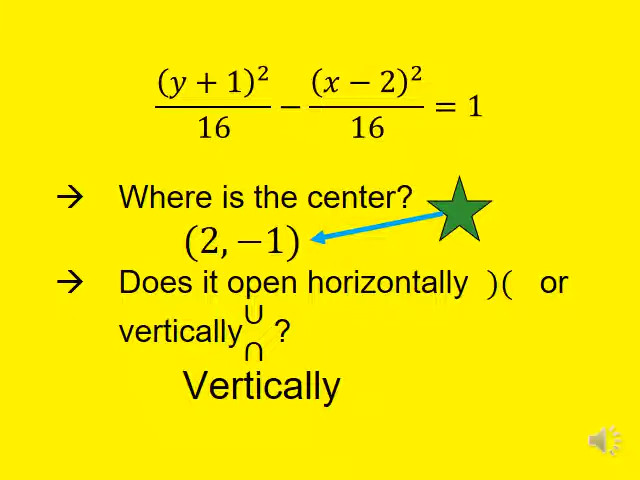 (y + 1)²/16 − (x − 2)²/16 = 1
→ Where is the center?
(2, −1)
→ Does it open horizontally )( or
vertically ∪∩ ?
Vertically